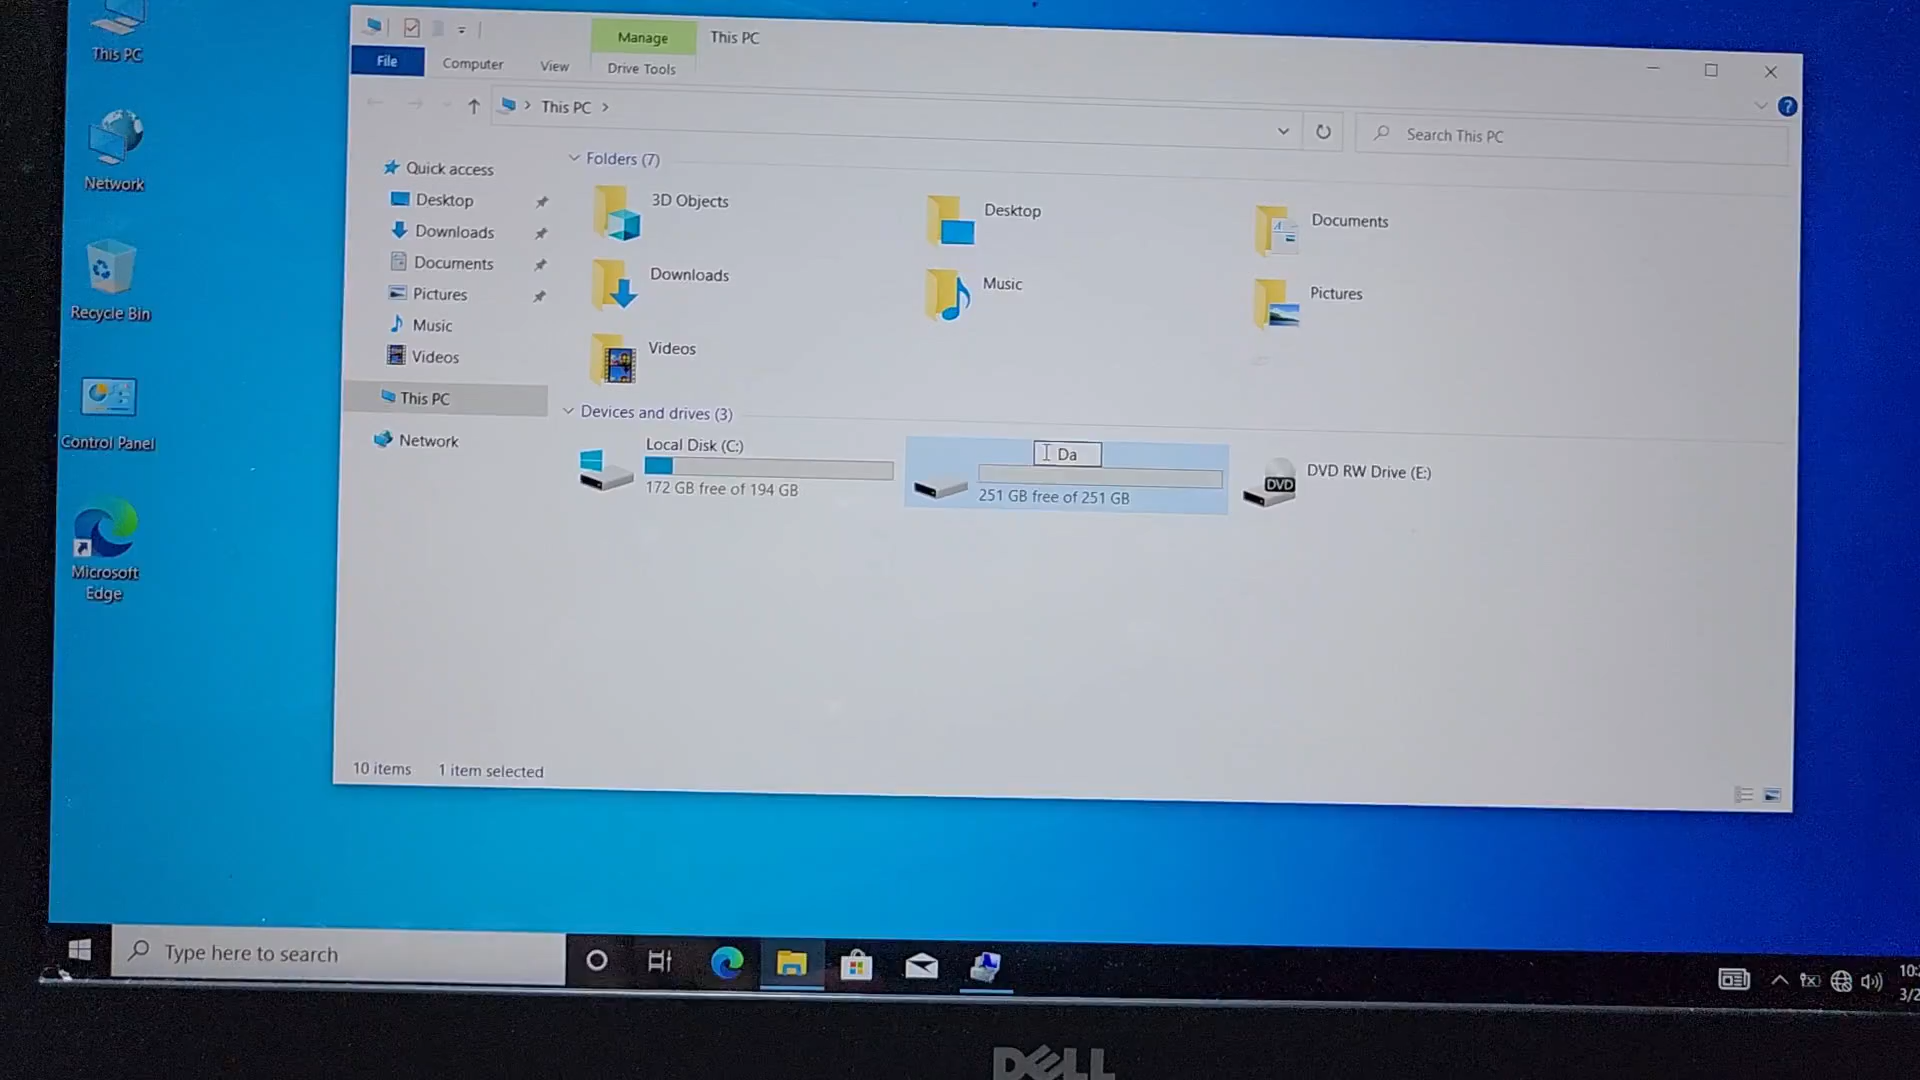 This PC
Network
Recycle Bin
Control Panel
Microsoft
Edge
Manage
This PC
File
Computer
View
Drive Tools
This PC
Search This PC
?
Quick access
Desktop
Downloads
Documents
Pictures
Music
Videos
This PC
Network
Folders (7)
3D Objects
Desktop
Documents
Downloads
Music
Pictures
Videos
Devices and drives (3)
Local Disk (C:)
172 GB free of 194 GB
Da
251 GB free of 251 GB
DVD
DVD RW Drive (E:)
10 items
1 item selected
Type here to search
10:
3/2
DELL